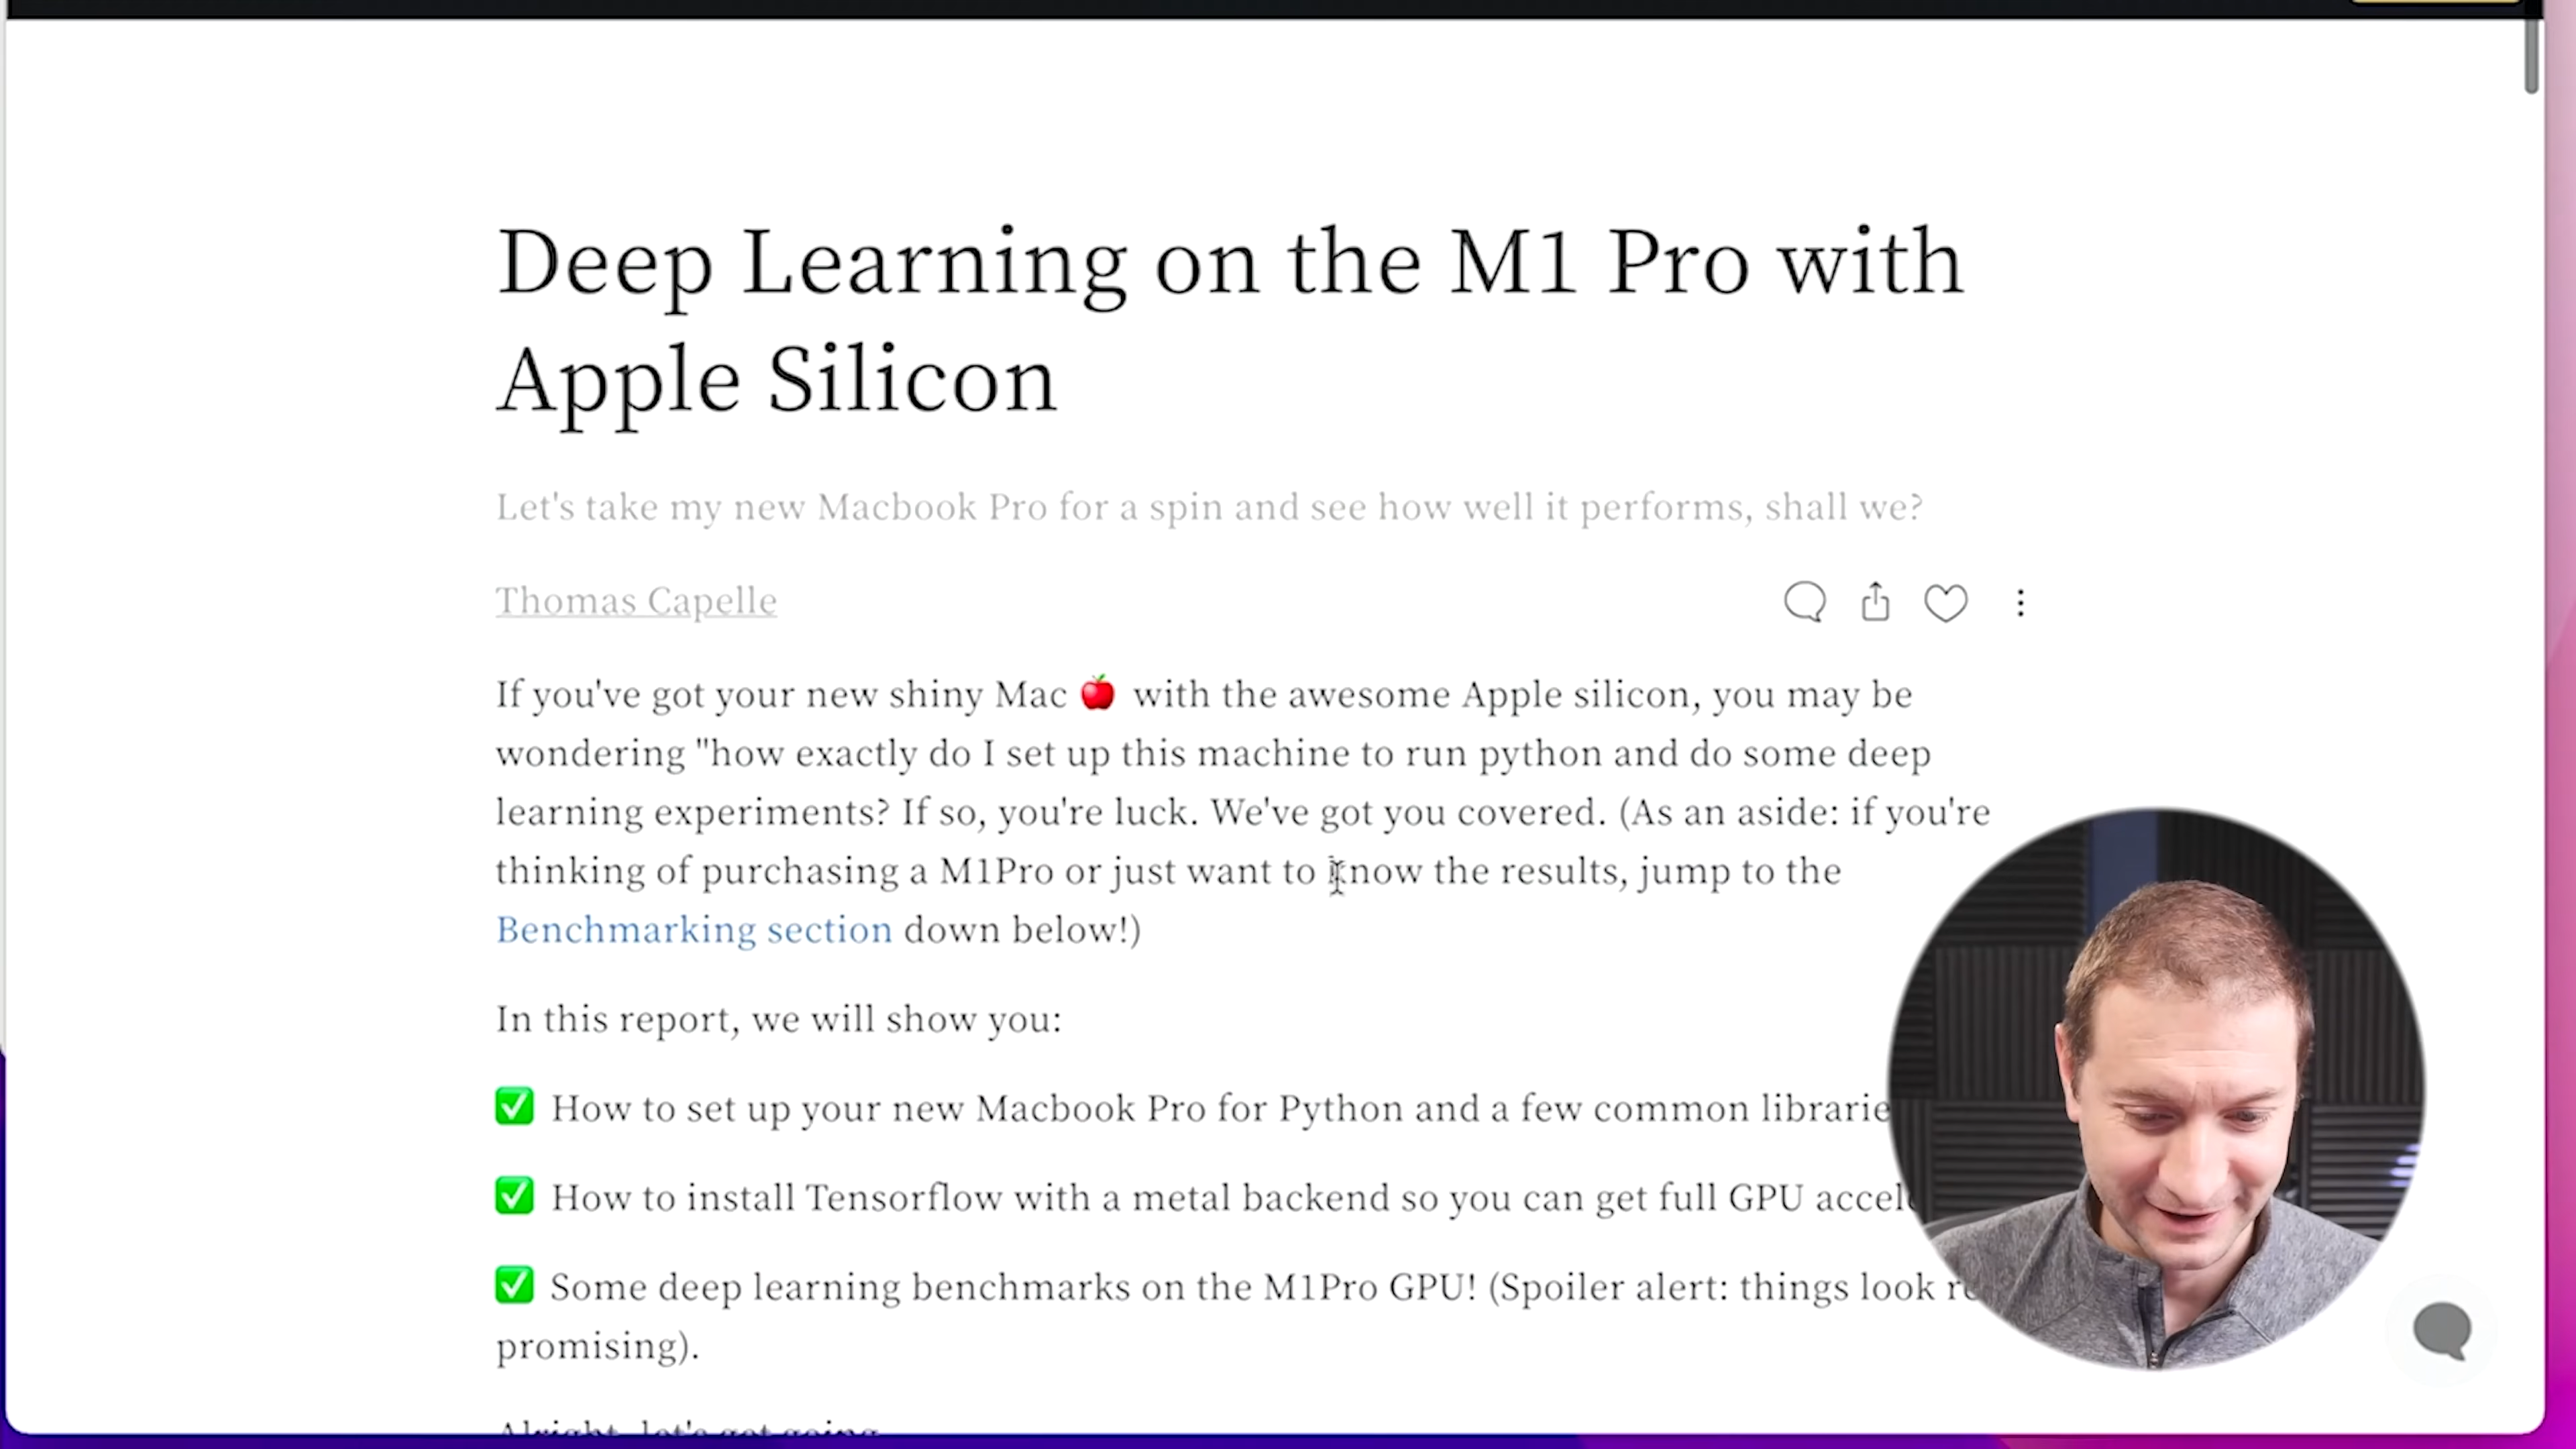 Deep Learning on the M1 Pro with
Apple Silicon
Let's take my new Macbook Pro for a spin and see how well it performs, shall we?
Thomas Capelle
If you've got your new shiny Mac 🍎 with the awesome Apple silicon, you may be
wondering "how exactly do I set up this machine to run python and do some deep
learning experiments? If so, you're luck. We've got you covered. (As an aside: if you're
thinking of purchasing a M1Pro or just want to know the results, jump to the
Benchmarking section down below!)
In this report, we will show you:
✅ How to set up your new Macbook Pro for Python and a few common
✅ How to install Tensorflow with a metal backend so you can get full GPU
✅ Some deep learning benchmarks on the M1Pro GPU! (Spoiler alert: things look
promising).
Alright, let's get going